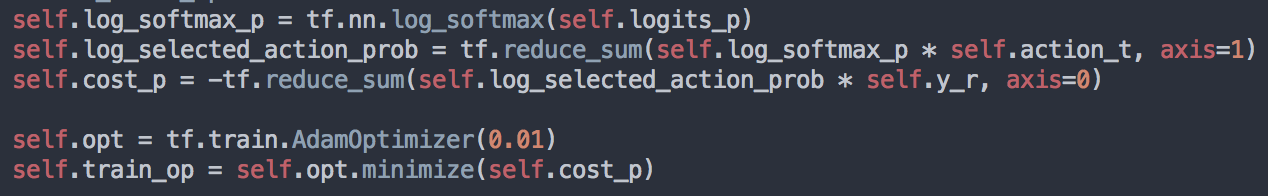 self.log_softmax_p = tf.nn.log_softmax(self.logits_p)
self.log_selected_action_prob = tf.reduce_sum(self.log_softmax_p * self.action_t, axis=1)
self.cost_p = -tf.reduce_sum(self.log_selected_action_prob * self.y_r, axis=0)
self.opt = tf.train.AdamOptimizer(0.01)
self.train_op = self.opt.minimize(self.cost_p)